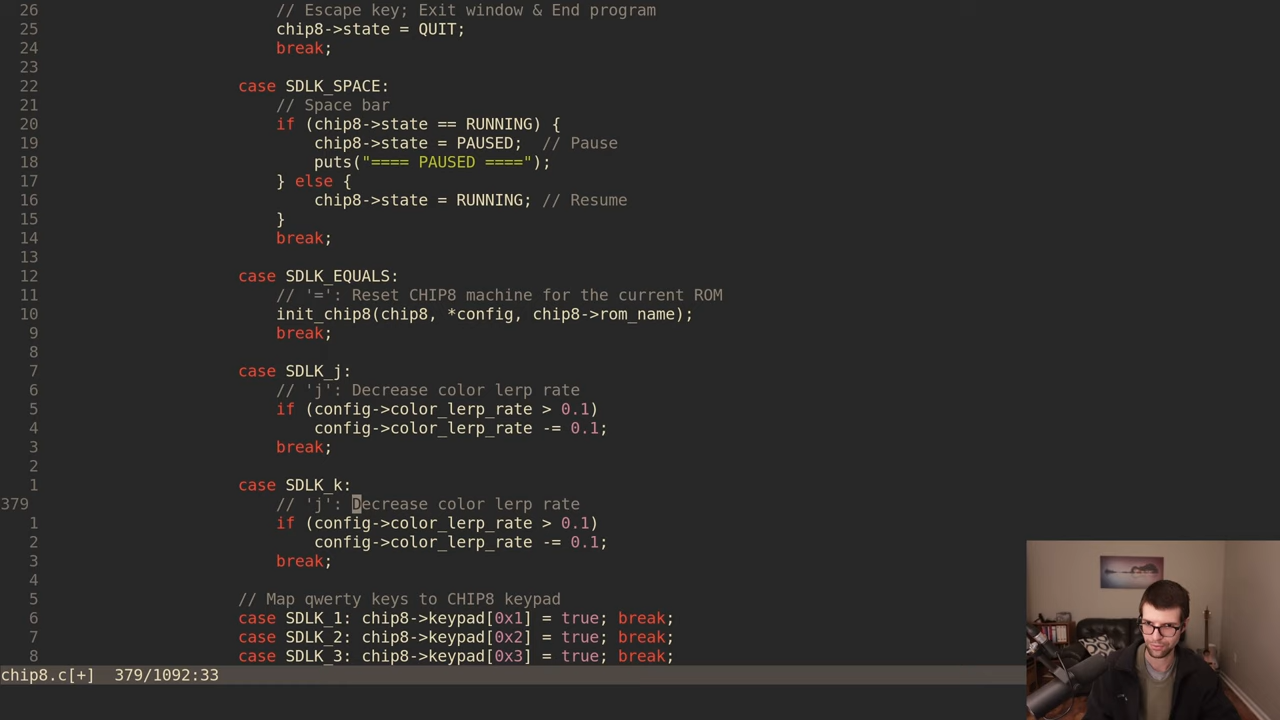 26 // Escape key; Exit window & End program
25 chip8->state = QUIT;
24 break;
23
22 case SDLK_SPACE:
21 // Space bar
20 if (chip8->state == RUNNING) {
19 chip8->state = PAUSED;  // Pause
18 puts("==== PAUSED ====");
17 } else {
16 chip8->state = RUNNING; // Resume
15 }
14 break;
13
12 case SDLK_EQUALS:
11 // '=': Reset CHIP8 machine for the current ROM
10 init_chip8(chip8, *config, chip8->rom_name);
9 break;
8
7 case SDLK_j:
6 // 'j': Decrease color lerp rate
5 if (config->color_lerp_rate > 0.1)
4 config->color_lerp_rate -= 0.1;
3 break;
2
1 case SDLK_k:
379 // 'j': Decrease color lerp rate
1 if (config->color_lerp_rate > 0.1)
2 config->color_lerp_rate -= 0.1;
3 break;
4
5 // Map qwerty keys to CHIP8 keypad
6 case SDLK_1: chip8->keypad[0x1] = true; break;
7 case SDLK_2: chip8->keypad[0x2] = true; break;
8 case SDLK_3: chip8->keypad[0x3] = true; break;
chip8.c[+]  379/1092:33